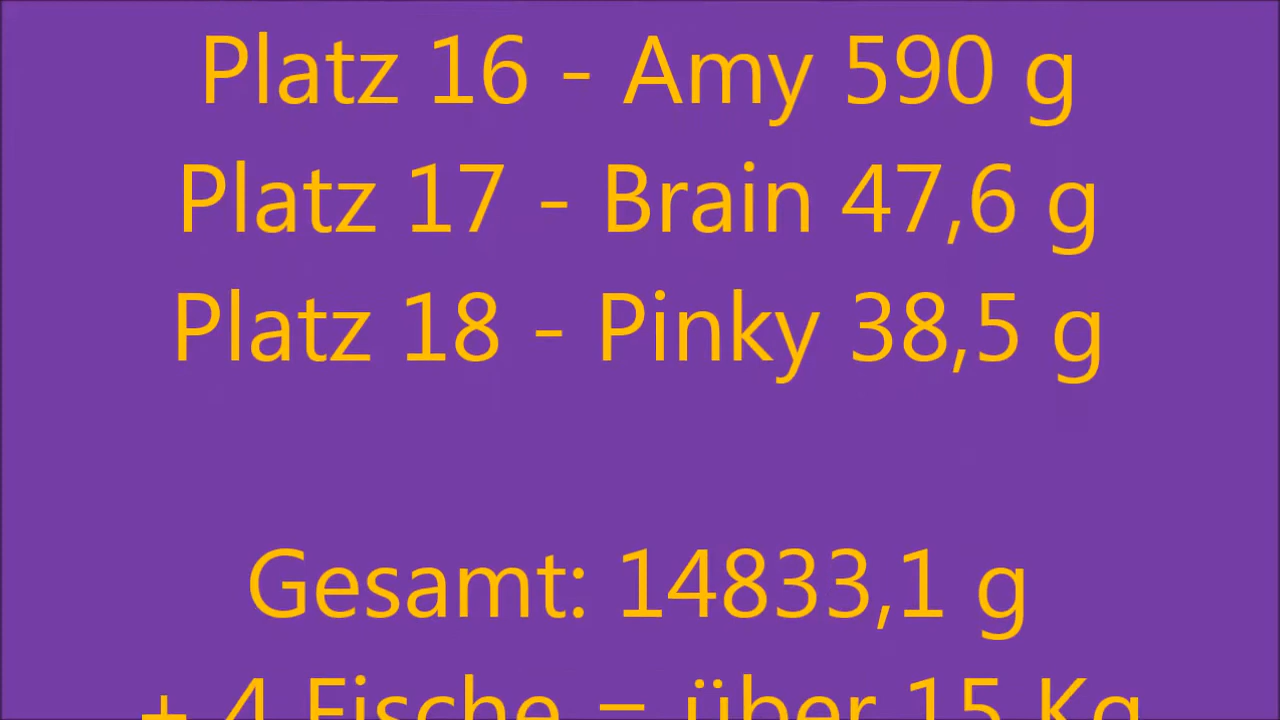 Platz 16 - Amy 590 g
Platz 17 - Brain 47,6 g
Platz 18 - Pinky 38,5 g
Gesamt: 14833,1 g
+ 4 Fische = über 15 Kg